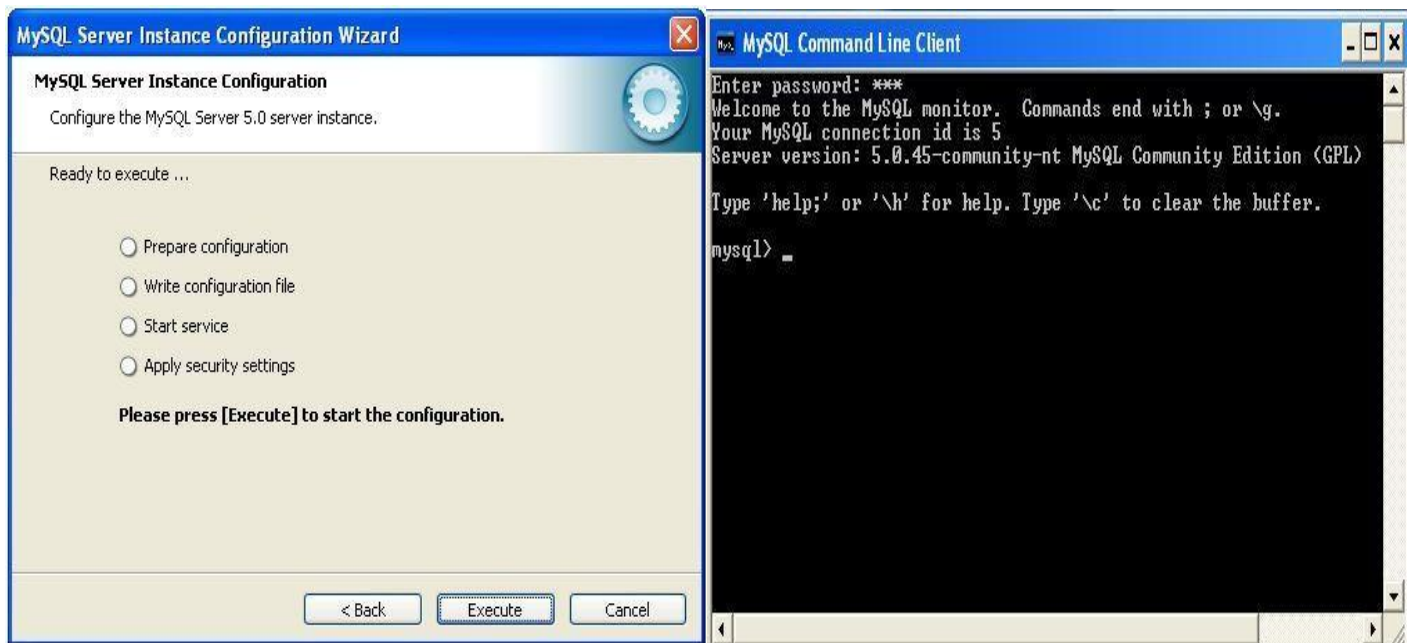 MySQL Server Instance Configuration Wizard
MySQL Server Instance Configuration
Configure the MySQL Server 5.0 server instance.
Ready to execute ...
Prepare configuration
Write configuration file
Start service
Apply security settings
Please press [Execute] to start the configuration.
< Back
Execute
Cancel
MySQL Command Line Client
Enter password: ***
Welcome to the MySQL monitor.  Commands end with ; or \g.
Your MySQL connection id is 5
Server version: 5.0.45-community-nt MySQL Community Edition (GPL)
Type 'help;' or '\h' for help. Type '\c' to clear the buffer.
mysql> _